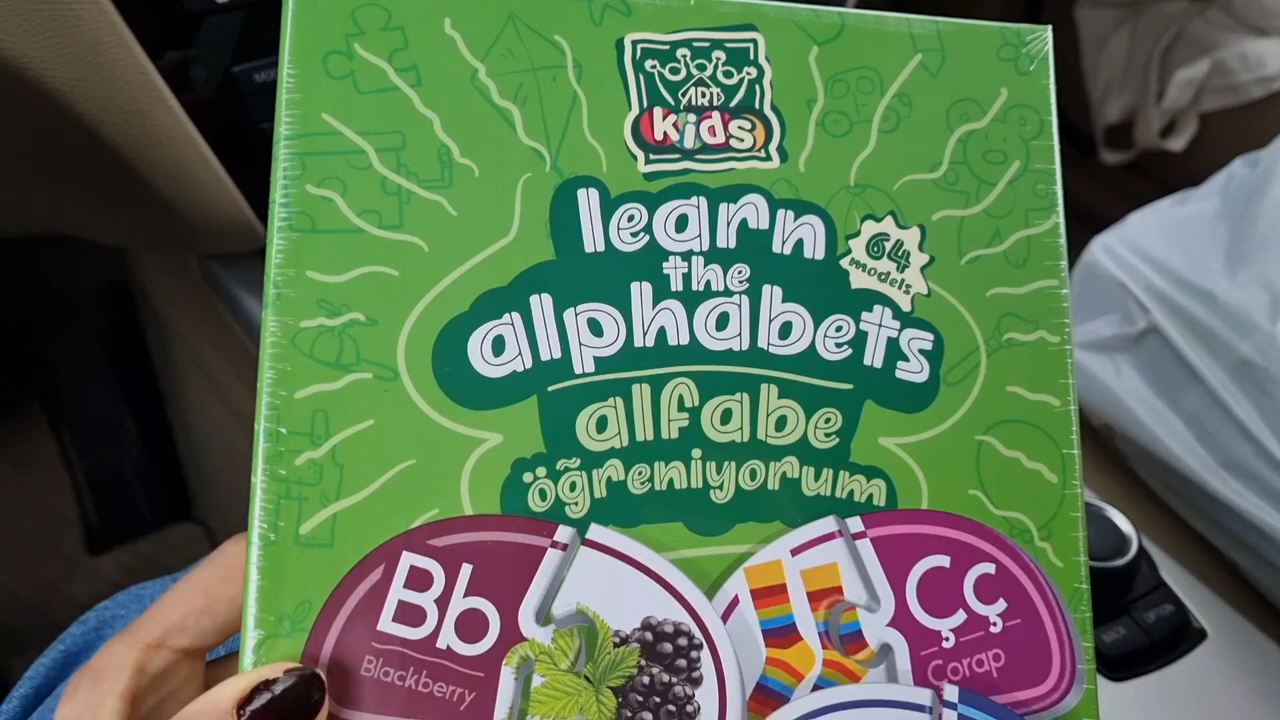 ART
kids
learn
the
alphabets
64
models
alfabe
öğreniyorum
Bb
Blackberry
Çç
Çorap